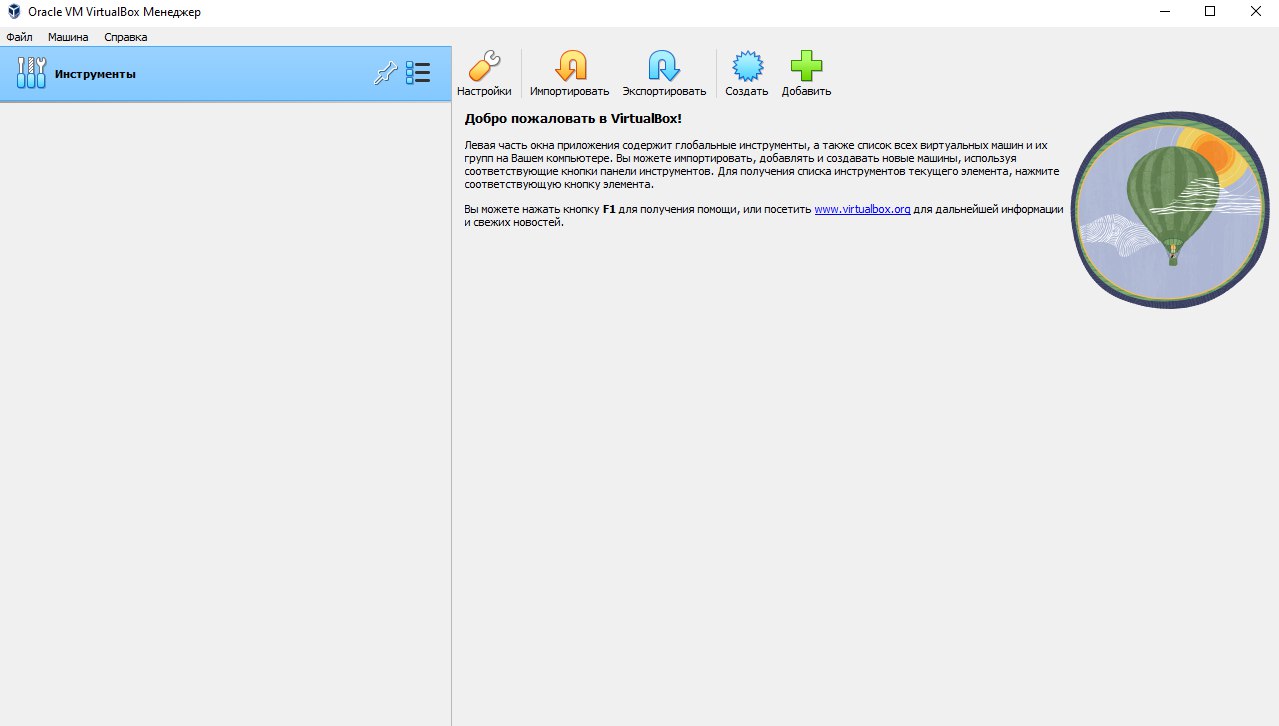 Oracle VM VirtualBox Менеджер
Файл Машина Справка
Инструменты
Настройки Импортировать Экспортировать Создать Добавить
Добро пожаловать в VirtualBox!
Левая часть окна приложения содержит глобальные инструменты, а также список всех виртуальных машин и их
групп на Вашем компьютере. Вы можете импортировать, добавлять и создавать новые машины, используя
соответствующие кнопки панели инструментов. Для получения списка инструментов текущего элемента, нажмите
соответствующую кнопку элемента.
Вы можете нажать кнопку F1 для получения помощи, или посетить www.virtualbox.org для дальнейшей информации
и свежих новостей.